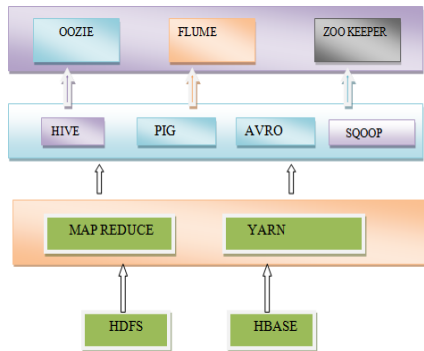 OOZIE
FLUME
ZOO KEEPER
HIVE
PIG
AVRO
SQOOP
MAP REDUCE
YARN
HDFS
HBASE